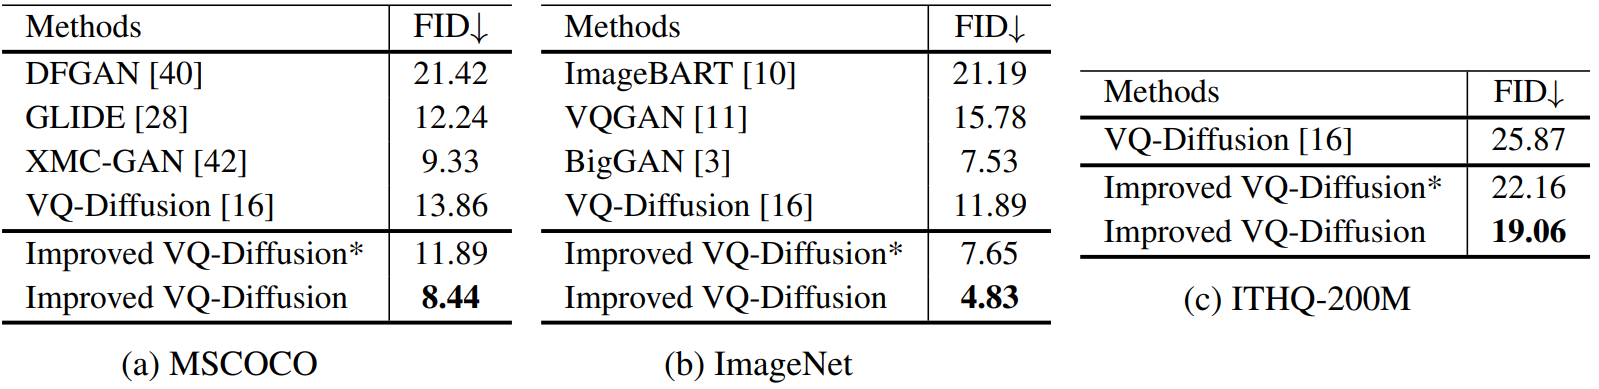 Methods FID↓
DFGAN [40] 21.42
GLIDE [28] 12.24
XMC-GAN [42] 9.33
VQ-Diffusion [16] 13.86
Improved VQ-Diffusion* 11.89
Improved VQ-Diffusion 8.44
(a) MSCOCO
Methods FID↓
ImageBART [10] 21.19
VQGAN [11] 15.78
BigGAN [3] 7.53
VQ-Diffusion [16] 11.89
Improved VQ-Diffusion* 7.65
Improved VQ-Diffusion 4.83
(b) ImageNet
Methods FID↓
VQ-Diffusion [16] 25.87
Improved VQ-Diffusion* 22.16
Improved VQ-Diffusion 19.06
(c) ITHQ-200M